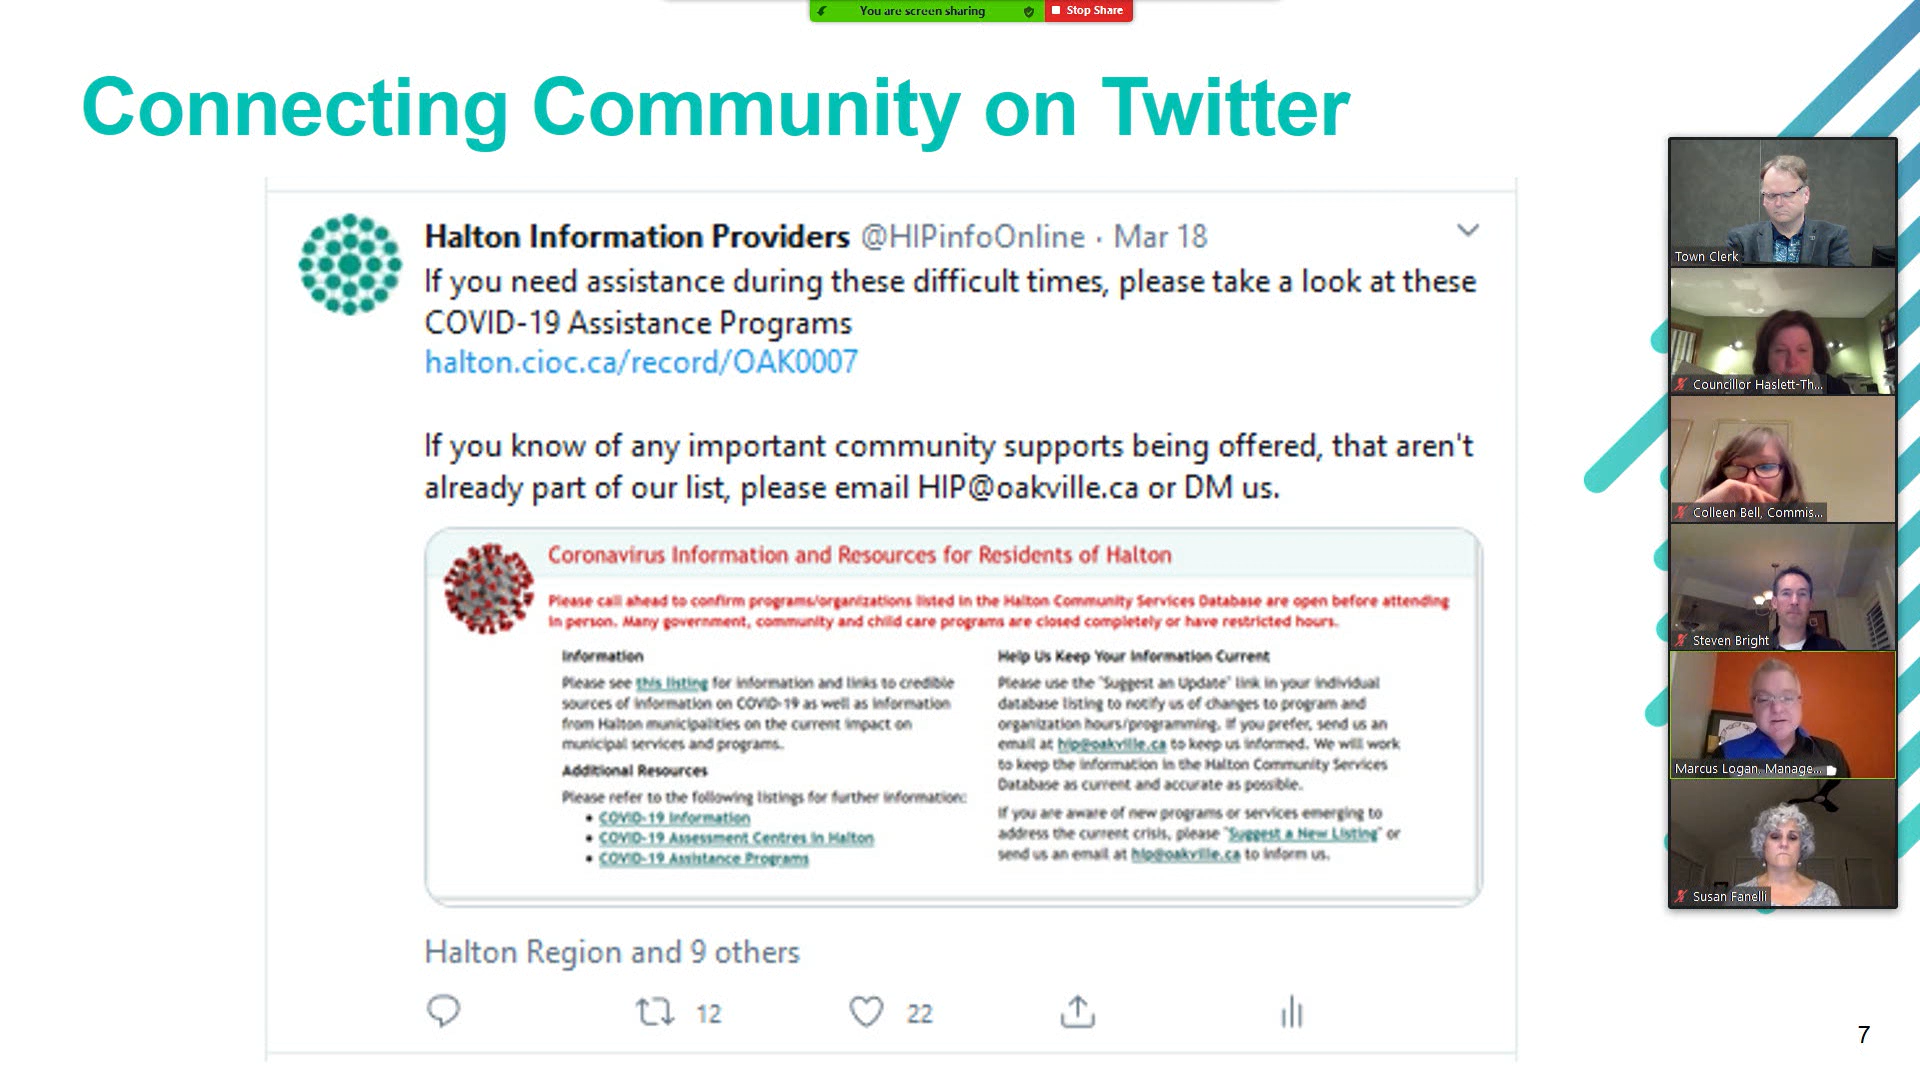 You are screen sharing
Stop Share
Connecting Community on Twitter
Halton Information Providers @HIPinfoOnline · Mar 18
If you need assistance during these difficult times, please take a look at these
COVID-19 Assistance Programs
halton.cioc.ca/record/OAK0007
If you know of any important community supports being offered, that aren't
already part of our list, please email HIP@oakville.ca or DM us.
Coronavirus Information and Resources for Residents of Halton
Please call ahead to confirm programs/organizations listed in the Halton Community Services Database are open before attending
in person. Many government, community and child care programs are closed completely or have restricted hours.
Information
Please see this listing for information and links to credible
sources of information on COVID-19 as well as information
from Halton municipalities on the current impact on
municipal services and programs.
Additional Resources
Please refer to the following listings for further information:
• COVID-19 Information
• COVID-19 Assessment Centres in Halton
• COVID-19 Assistance Programs
Help Us Keep Your Information Current
Please use the "Suggest an Update" link in your individual
database listing to notify us of changes to program and
organization hours/programming. If you prefer, send us an
email at hip@oakville.ca to keep us informed. We will work
to keep the information in the Halton Community Services
Database as current and accurate as possible.
If you are aware of new programs or services emerging to
address the current crisis, please "Suggest a New Listing" or
send us an email at hip@oakville.ca to inform us.
Halton Region and 9 others
12
22
Town Clerk
Councillor Haslett-Th...
Colleen Bell, Commis...
Steven Bright
Marcus Logan, Manage...
Susan Fanelli
7